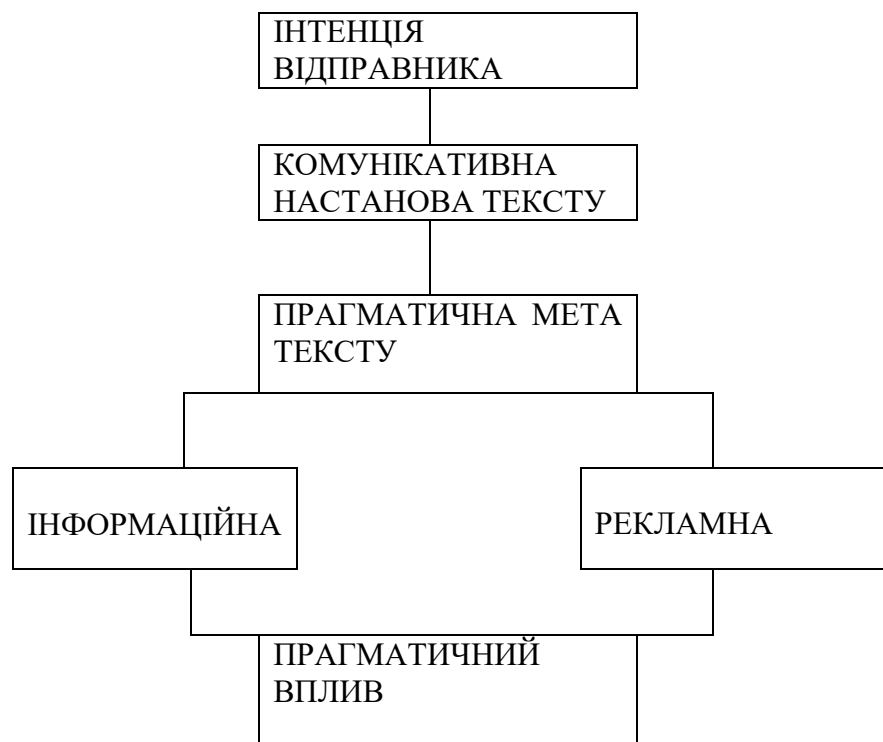 ІНТЕНЦІЯ
ВІДПРАВНИКА
КОМУНІКАТИВНА
НАСТАНОВА ТЕКСТУ
ПРАГМАТИЧНА МЕТА
ТЕКСТУ
ІНФОРМАЦІЙНА
РЕКЛАМНА
ПРАГМАТИЧНИЙ
ВПЛИВ